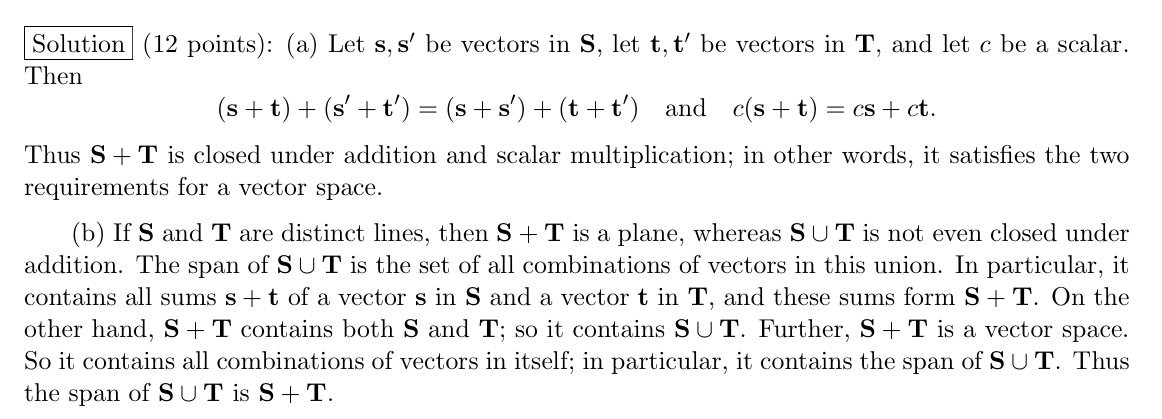 Solution (12 points): (a) Let s, s′ be vectors in S, let t, t′ be vectors in T, and let c be a scalar.
Then
(s + t) + (s′ + t′) = (s + s′) + (t + t′) and c(s + t) = cs + ct.
Thus S + T is closed under addition and scalar multiplication; in other words, it satisfies the two
requirements for a vector space.
(b) If S and T are distinct lines, then S + T is a plane, whereas S ∪ T is not even closed under
addition. The span of S ∪ T is the set of all combinations of vectors in this union. In particular, it
contains all sums s + t of a vector s in S and a vector t in T, and these sums form S + T. On the
other hand, S + T contains both S and T; so it contains S ∪ T. Further, S + T is a vector space.
So it contains all combinations of vectors in itself; in particular, it contains the span of S ∪ T. Thus
the span of S ∪ T is S + T.